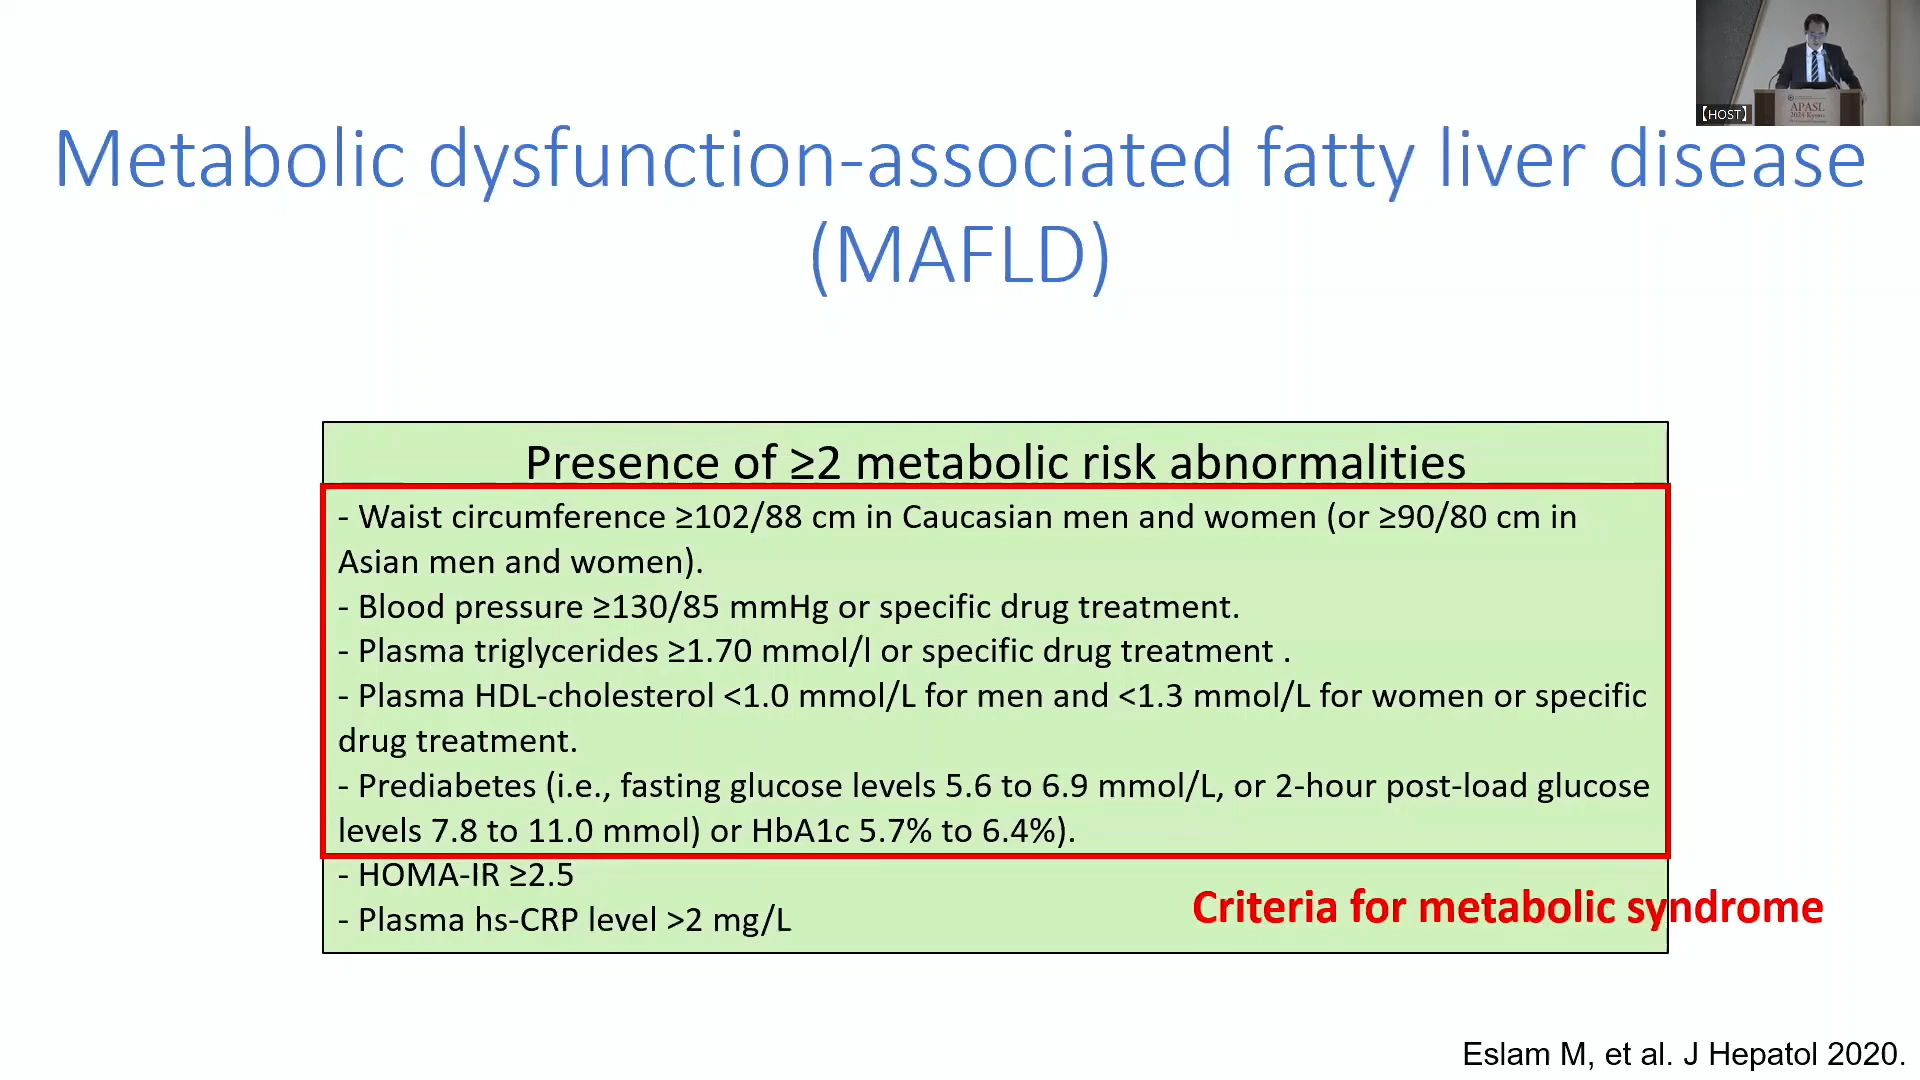 【HOST】
APASL
2025 Kyoto
Metabolic dysfunction-associated fatty liver disease
(MAFLD)
Presence of ≥2 metabolic risk abnormalities
- Waist circumference ≥102/88 cm in Caucasian men and women (or ≥90/80 cm in
Asian men and women).
- Blood pressure ≥130/85 mmHg or specific drug treatment.
- Plasma triglycerides ≥1.70 mmol/l or specific drug treatment .
- Plasma HDL-cholesterol <1.0 mmol/L for men and <1.3 mmol/L for women or specific
drug treatment.
- Prediabetes (i.e., fasting glucose levels 5.6 to 6.9 mmol/L, or 2-hour post-load glucose
levels 7.8 to 11.0 mmol) or HbA1c 5.7% to 6.4%).
- HOMA-IR ≥2.5
- Plasma hs-CRP level >2 mg/L
Criteria for metabolic syndrome
Eslam M, et al. J Hepatol 2020.